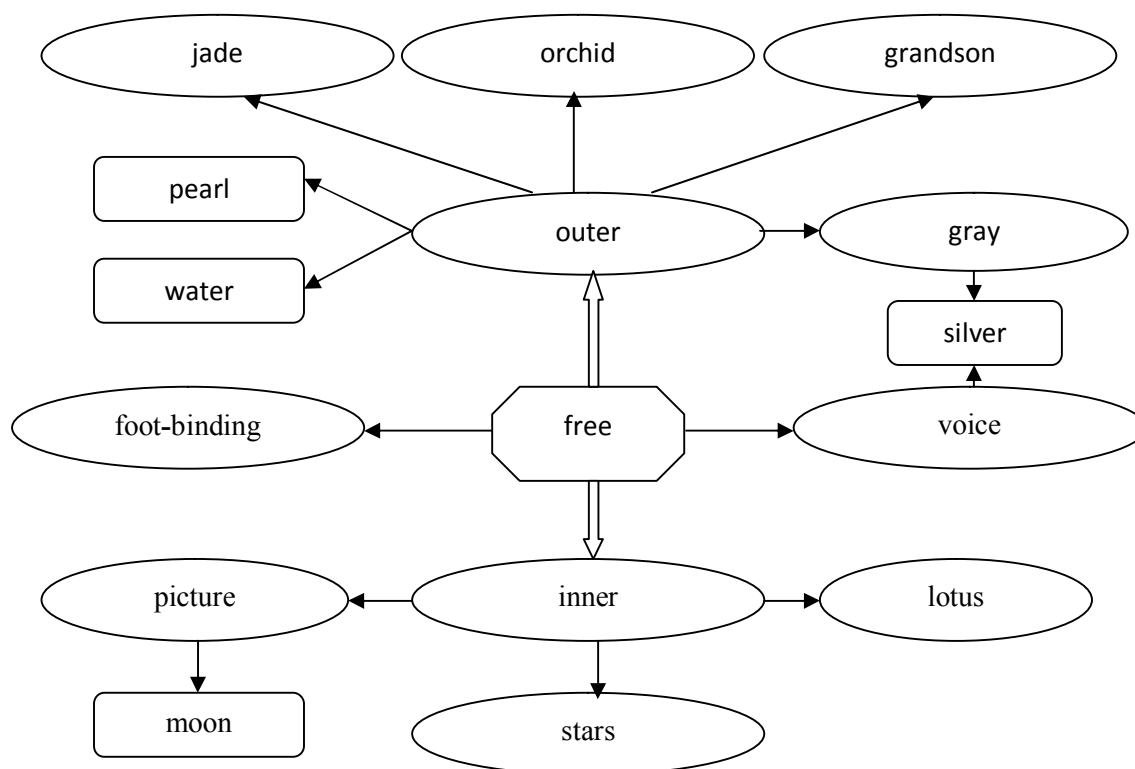 jade
orchid
grandson
pearl
outer
gray
water
silver
foot-binding
free
voice
picture
inner
lotus
moon
stars